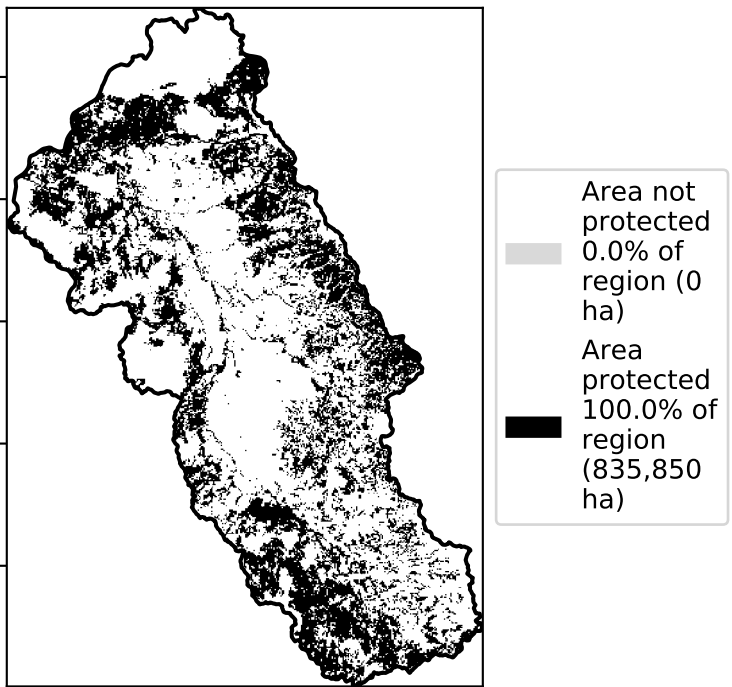 Area not
protected
0.0% of
region (0
ha)
Area
protected
100.0% of
region
(835,850
ha)